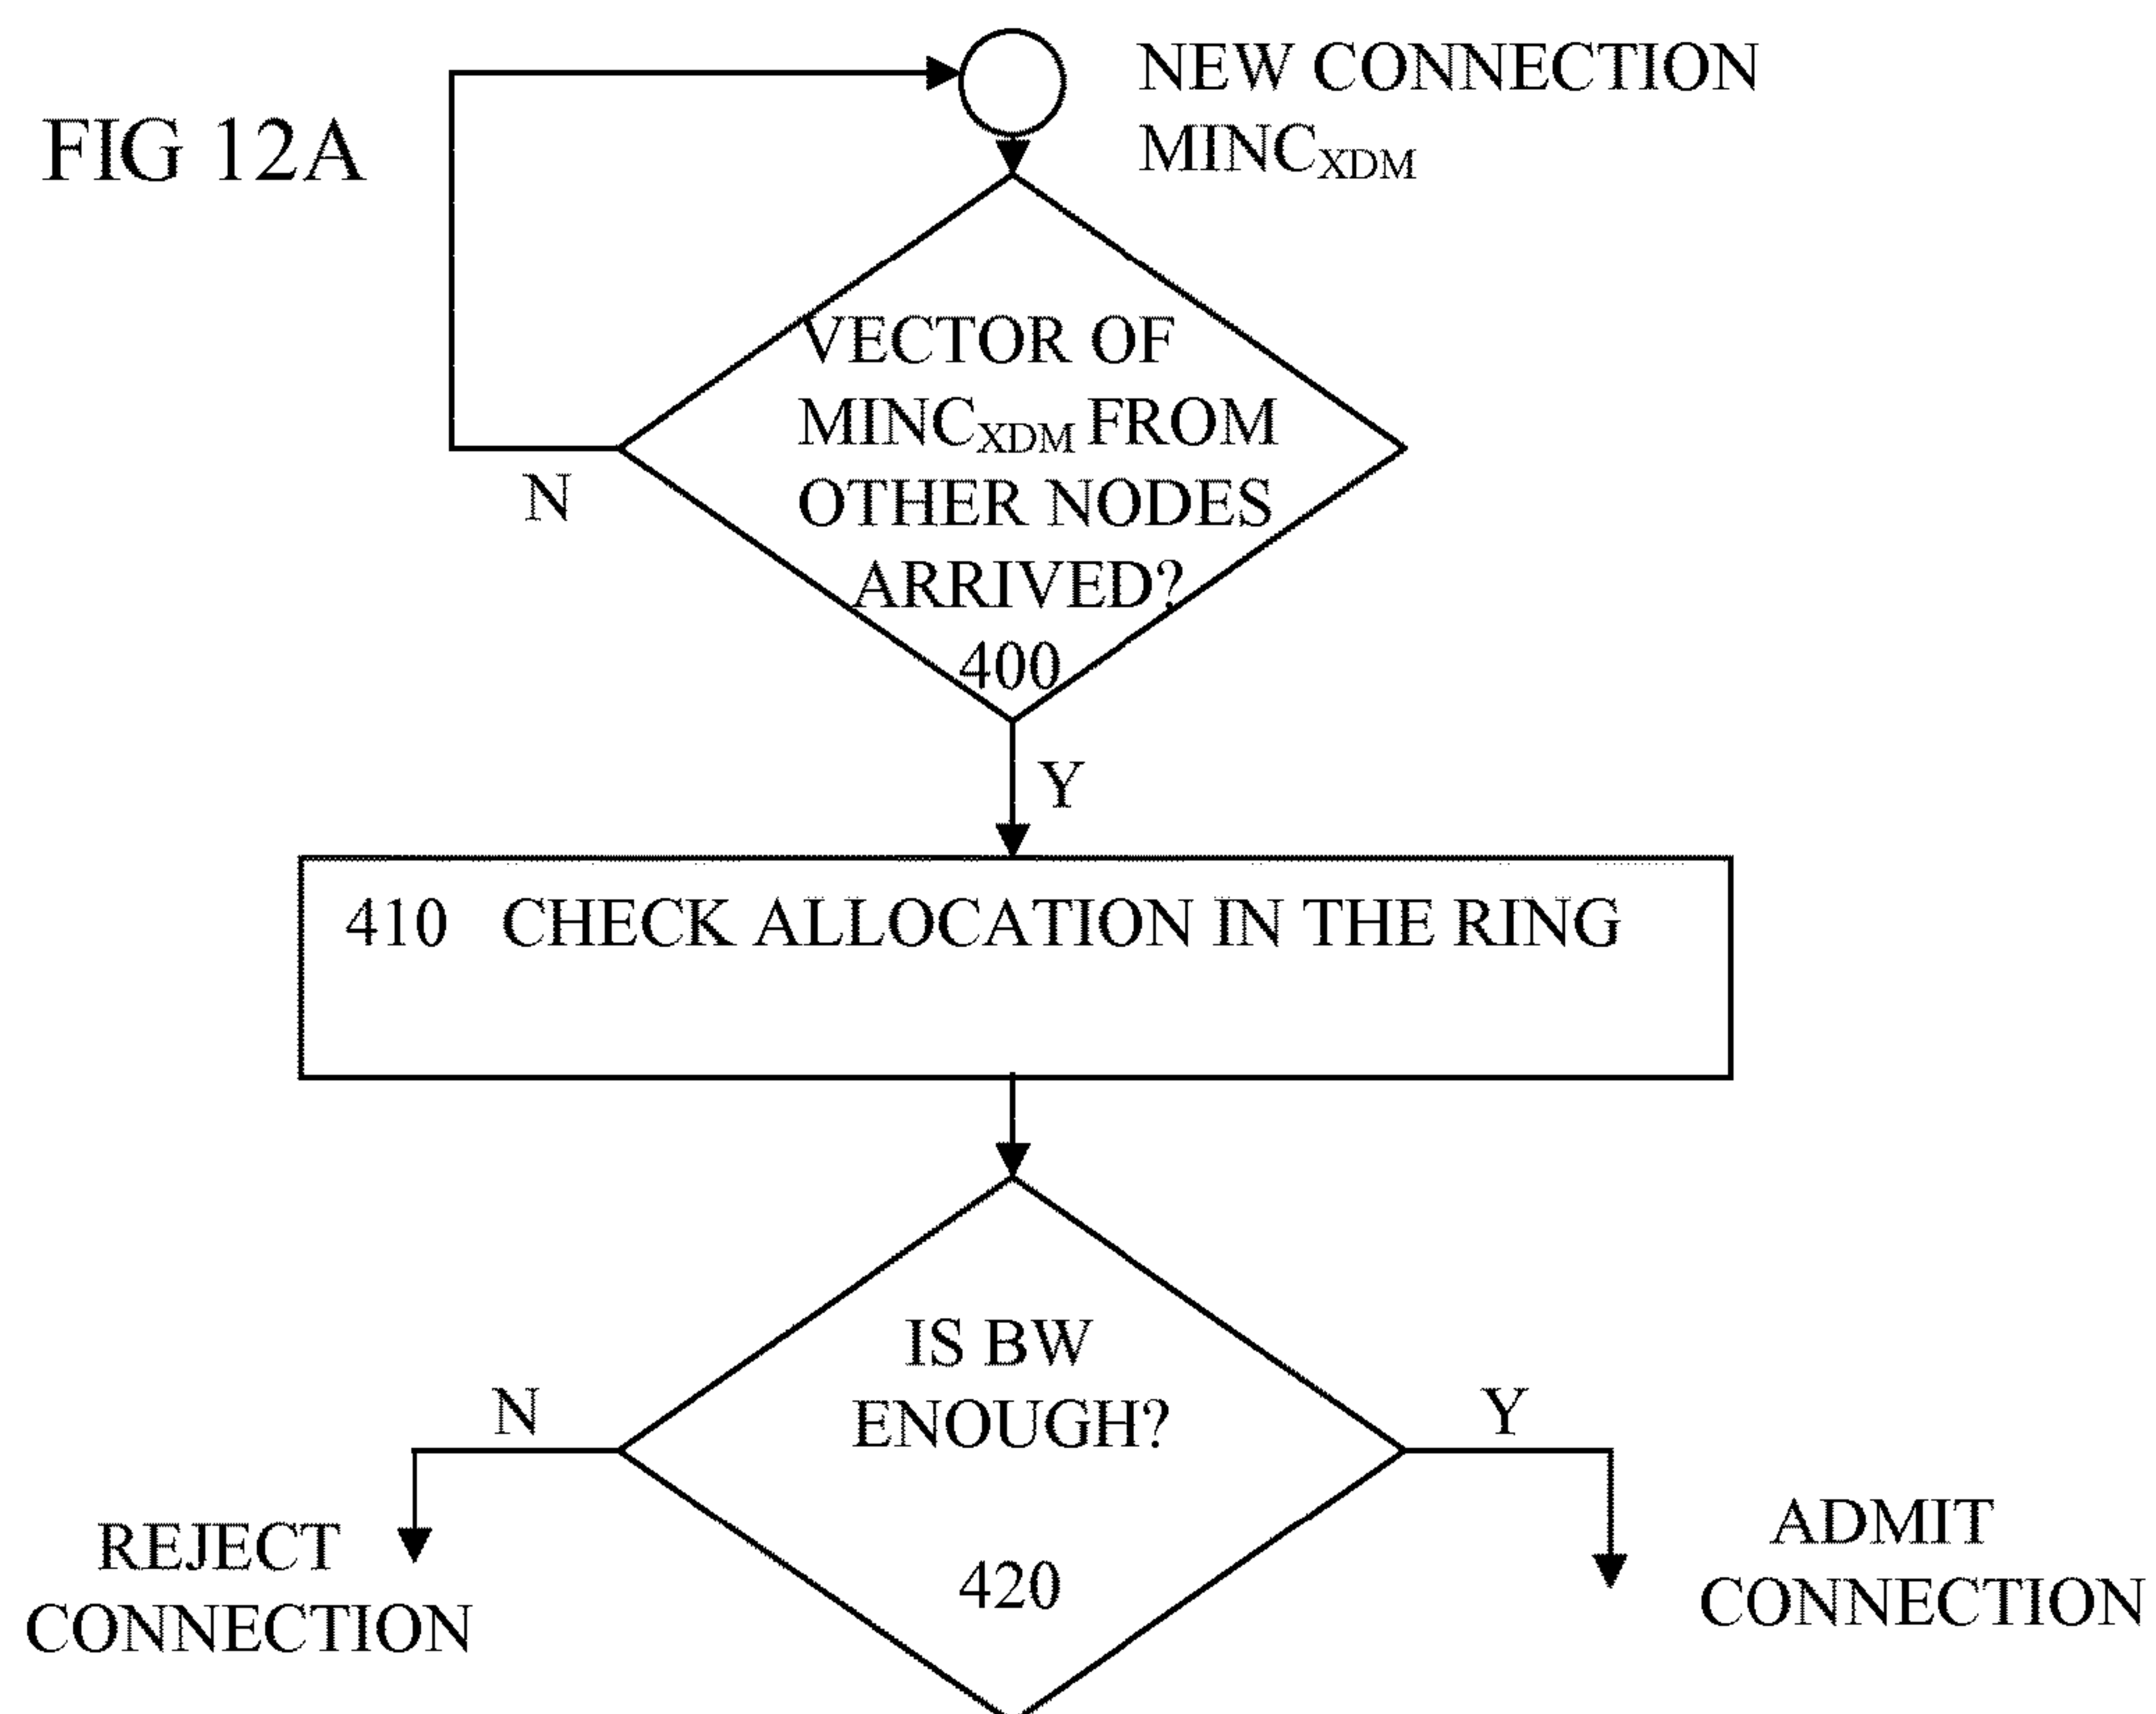 FIG 12A
NEW CONNECTION
MINCXDM
VECTOR OF
MINCXDM FROM
OTHER NODES
ARRIVED?
400
N
Y
410 CHECK ALLOCATION IN THE RING
IS BW
ENOUGH?
420
N
Y
REJECT
CONNECTION
ADMIT
CONNECTION